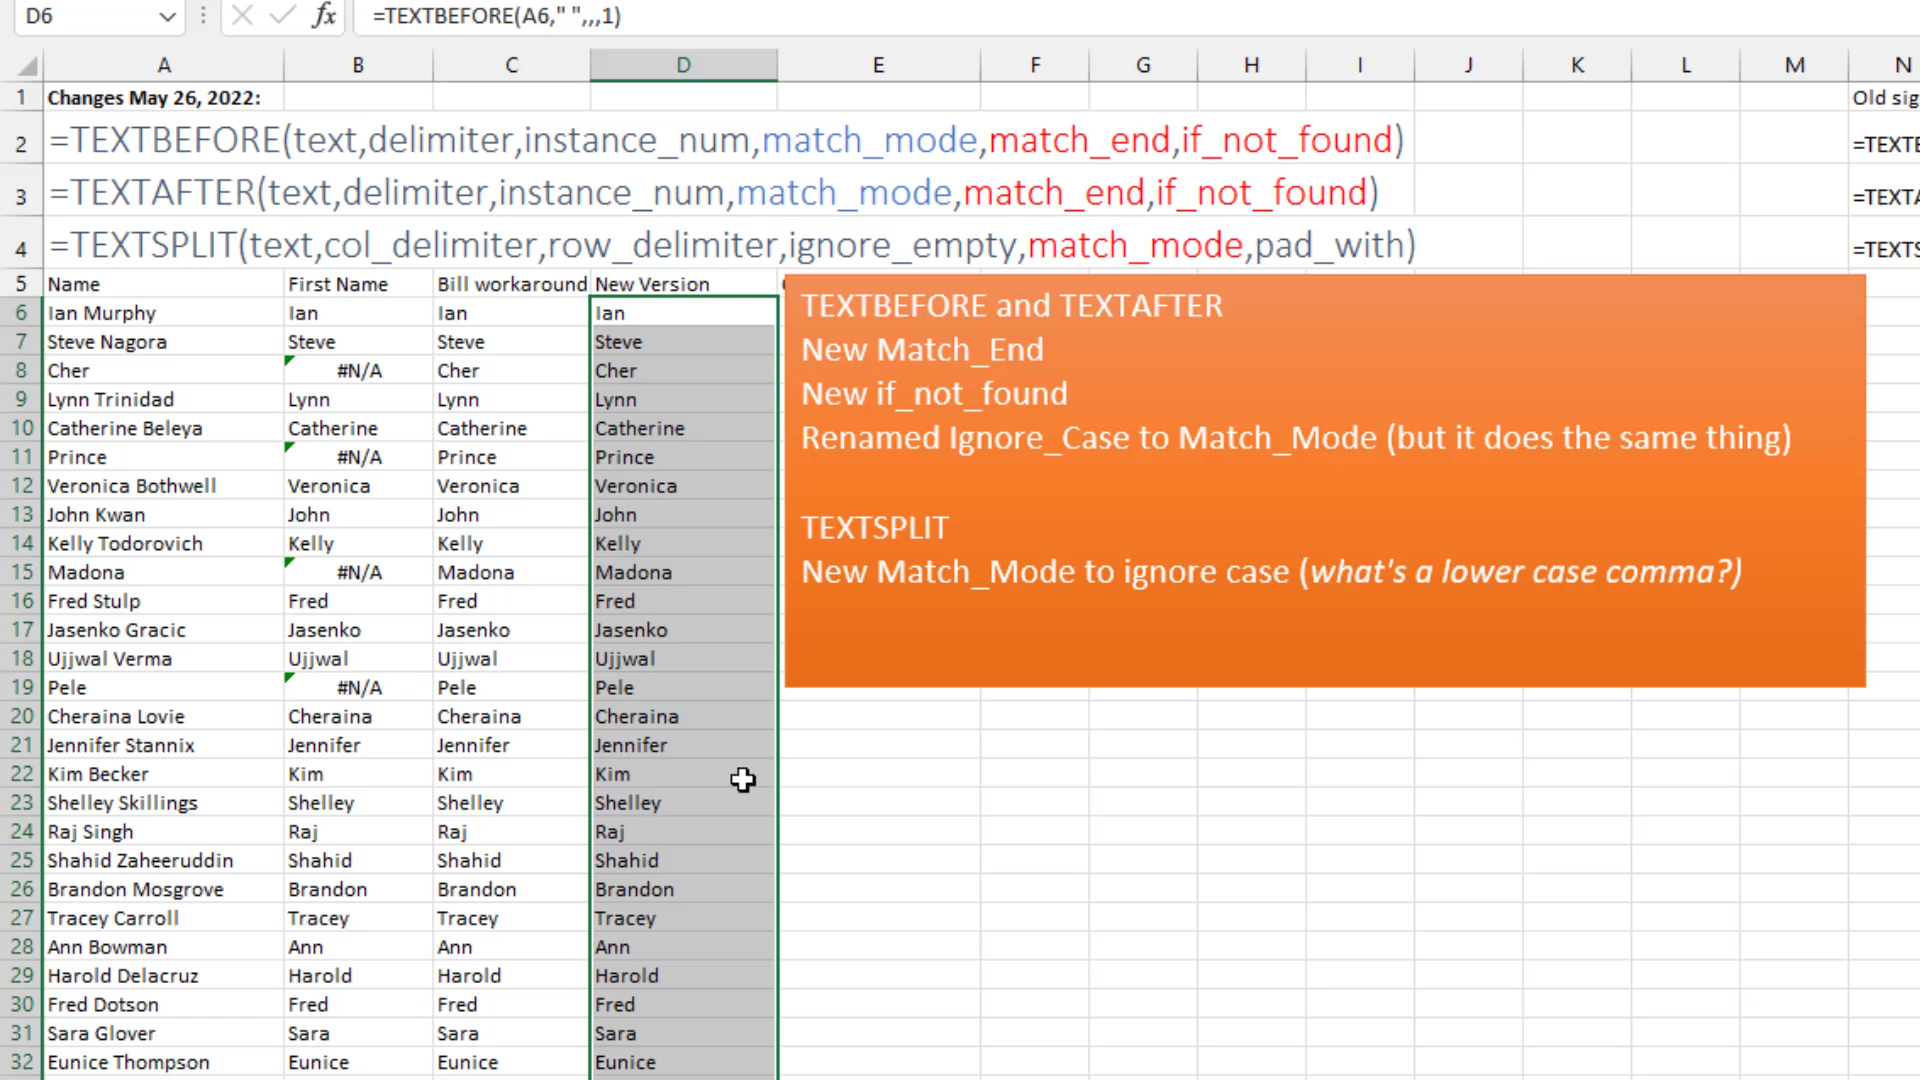 D6 fx =TEXTBEFORE(A6," ",,,1)
A B C D E F G H I J K L M N
1 Changes May 26, 2022: Old sig
2 =TEXTBEFORE(text,delimiter,instance_num,match_mode,match_end,if_not_found) =TEXTB
3 =TEXTAFTER(text,delimiter,instance_num,match_mode,match_end,if_not_found) =TEXTA
4 =TEXTSPLIT(text,col_delimiter,row_delimiter,ignore_empty,match_mode,pad_with) =TEXTS
5 Name First Name Bill workaround New Version
6 Ian Murphy Ian Ian Ian
7 Steve Nagora Steve Steve Steve
8 Cher #N/A Cher Cher
9 Lynn Trinidad Lynn Lynn Lynn
10 Catherine Beleya Catherine Catherine Catherine
11 Prince #N/A Prince Prince
12 Veronica Bothwell Veronica Veronica Veronica
13 John Kwan John John John
14 Kelly Todorovich Kelly Kelly Kelly
15 Madona #N/A Madona Madona
16 Fred Stulp Fred Fred Fred
17 Jasenko Gracic Jasenko Jasenko Jasenko
18 Ujjwal Verma Ujjwal Ujjwal Ujjwal
19 Pele #N/A Pele Pele
20 Cheraina Lovie Cheraina Cheraina Cheraina
21 Jennifer Stannix Jennifer Jennifer Jennifer
22 Kim Becker Kim Kim Kim
23 Shelley Skillings Shelley Shelley Shelley
24 Raj Singh Raj Raj Raj
25 Shahid Zaheeruddin Shahid Shahid Shahid
26 Brandon Mosgrove Brandon Brandon Brandon
27 Tracey Carroll Tracey Tracey Tracey
28 Ann Bowman Ann Ann Ann
29 Harold Delacruz Harold Harold Harold
30 Fred Dotson Fred Fred Fred
31 Sara Glover Sara Sara Sara
32 Eunice Thompson Eunice Eunice Eunice
TEXTBEFORE and TEXTAFTER
New Match_End
New if_not_found
Renamed Ignore_Case to Match_Mode (but it does the same thing)
TEXTSPLIT
New Match_Mode to ignore case (what's a lower case comma?)